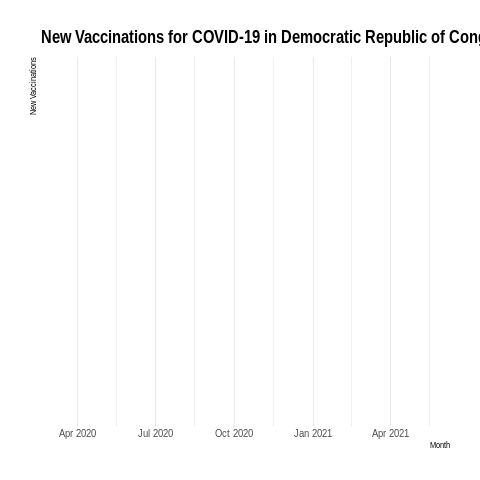 New Vaccinations for COVID-19 in Democratic Republic of Cong
New Vaccinations
Apr 2020 Jul 2020 Oct 2020 Jan 2021 Apr 2021
Month